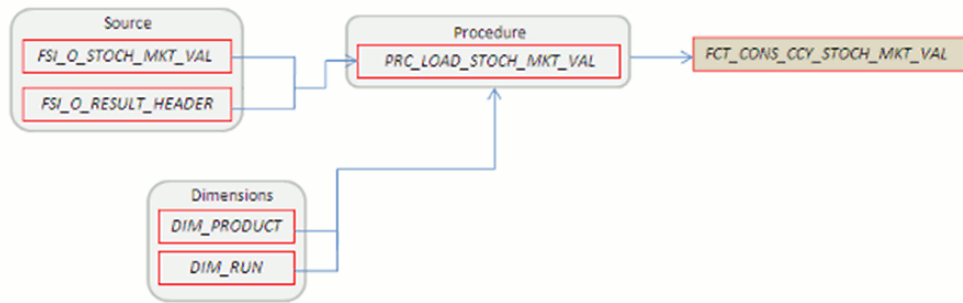 Source
FSI_O_STOCH_MKT_VAL
FSI_O_RESULT_HEADER
Procedure
PRC_LOAD_STOCH_MKT_VAL
FCT_CONS_CCY_STOCH_MKT_VAL
Dimensions
DIM_PRODUCT
DIM_RUN